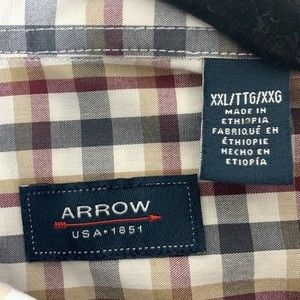 XXL/TTG/XXG
MADE IN
ETHIOPIA
FABRIQUÉ EN
ÉTHIOPIE
HECHO EN
ETIOPÍA
ARROW
USA • 1851